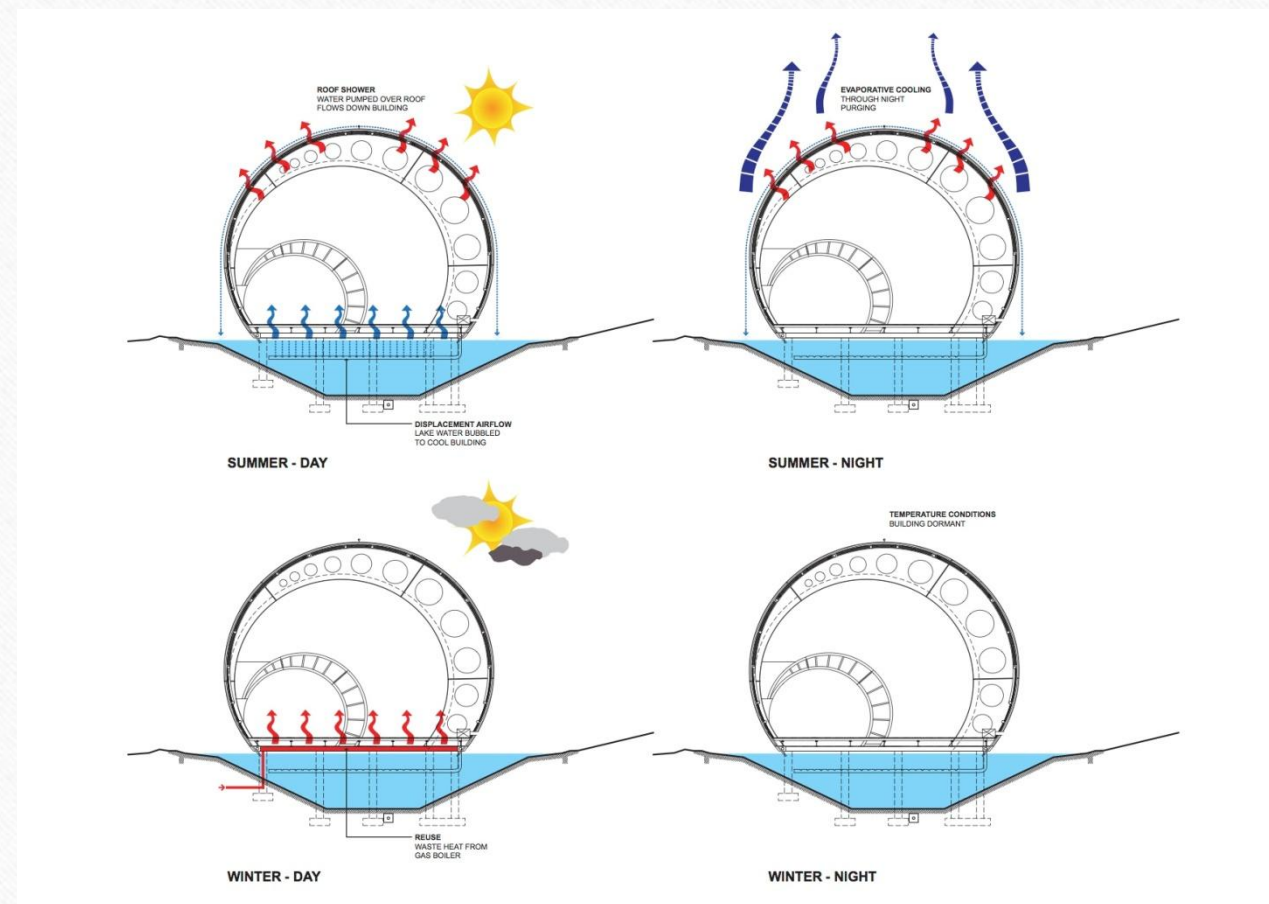 ROOF SHOWER
WATER PUMPED OVER ROOF
FLOWS DOWN BUILDING
DISPLACEMENT AIRFLOW
LAKE WATER BUBBLED
TO COOL BUILDING
SUMMER - DAY
EVAPORATIVE COOLING
THROUGH NIGHT
PURGING
SUMMER - NIGHT
REUSE
WASTE HEAT FROM
GAS BOILER
WINTER - DAY
TEMPERATURE CONDITIONS
BUILDING DORMANT
WINTER - NIGHT